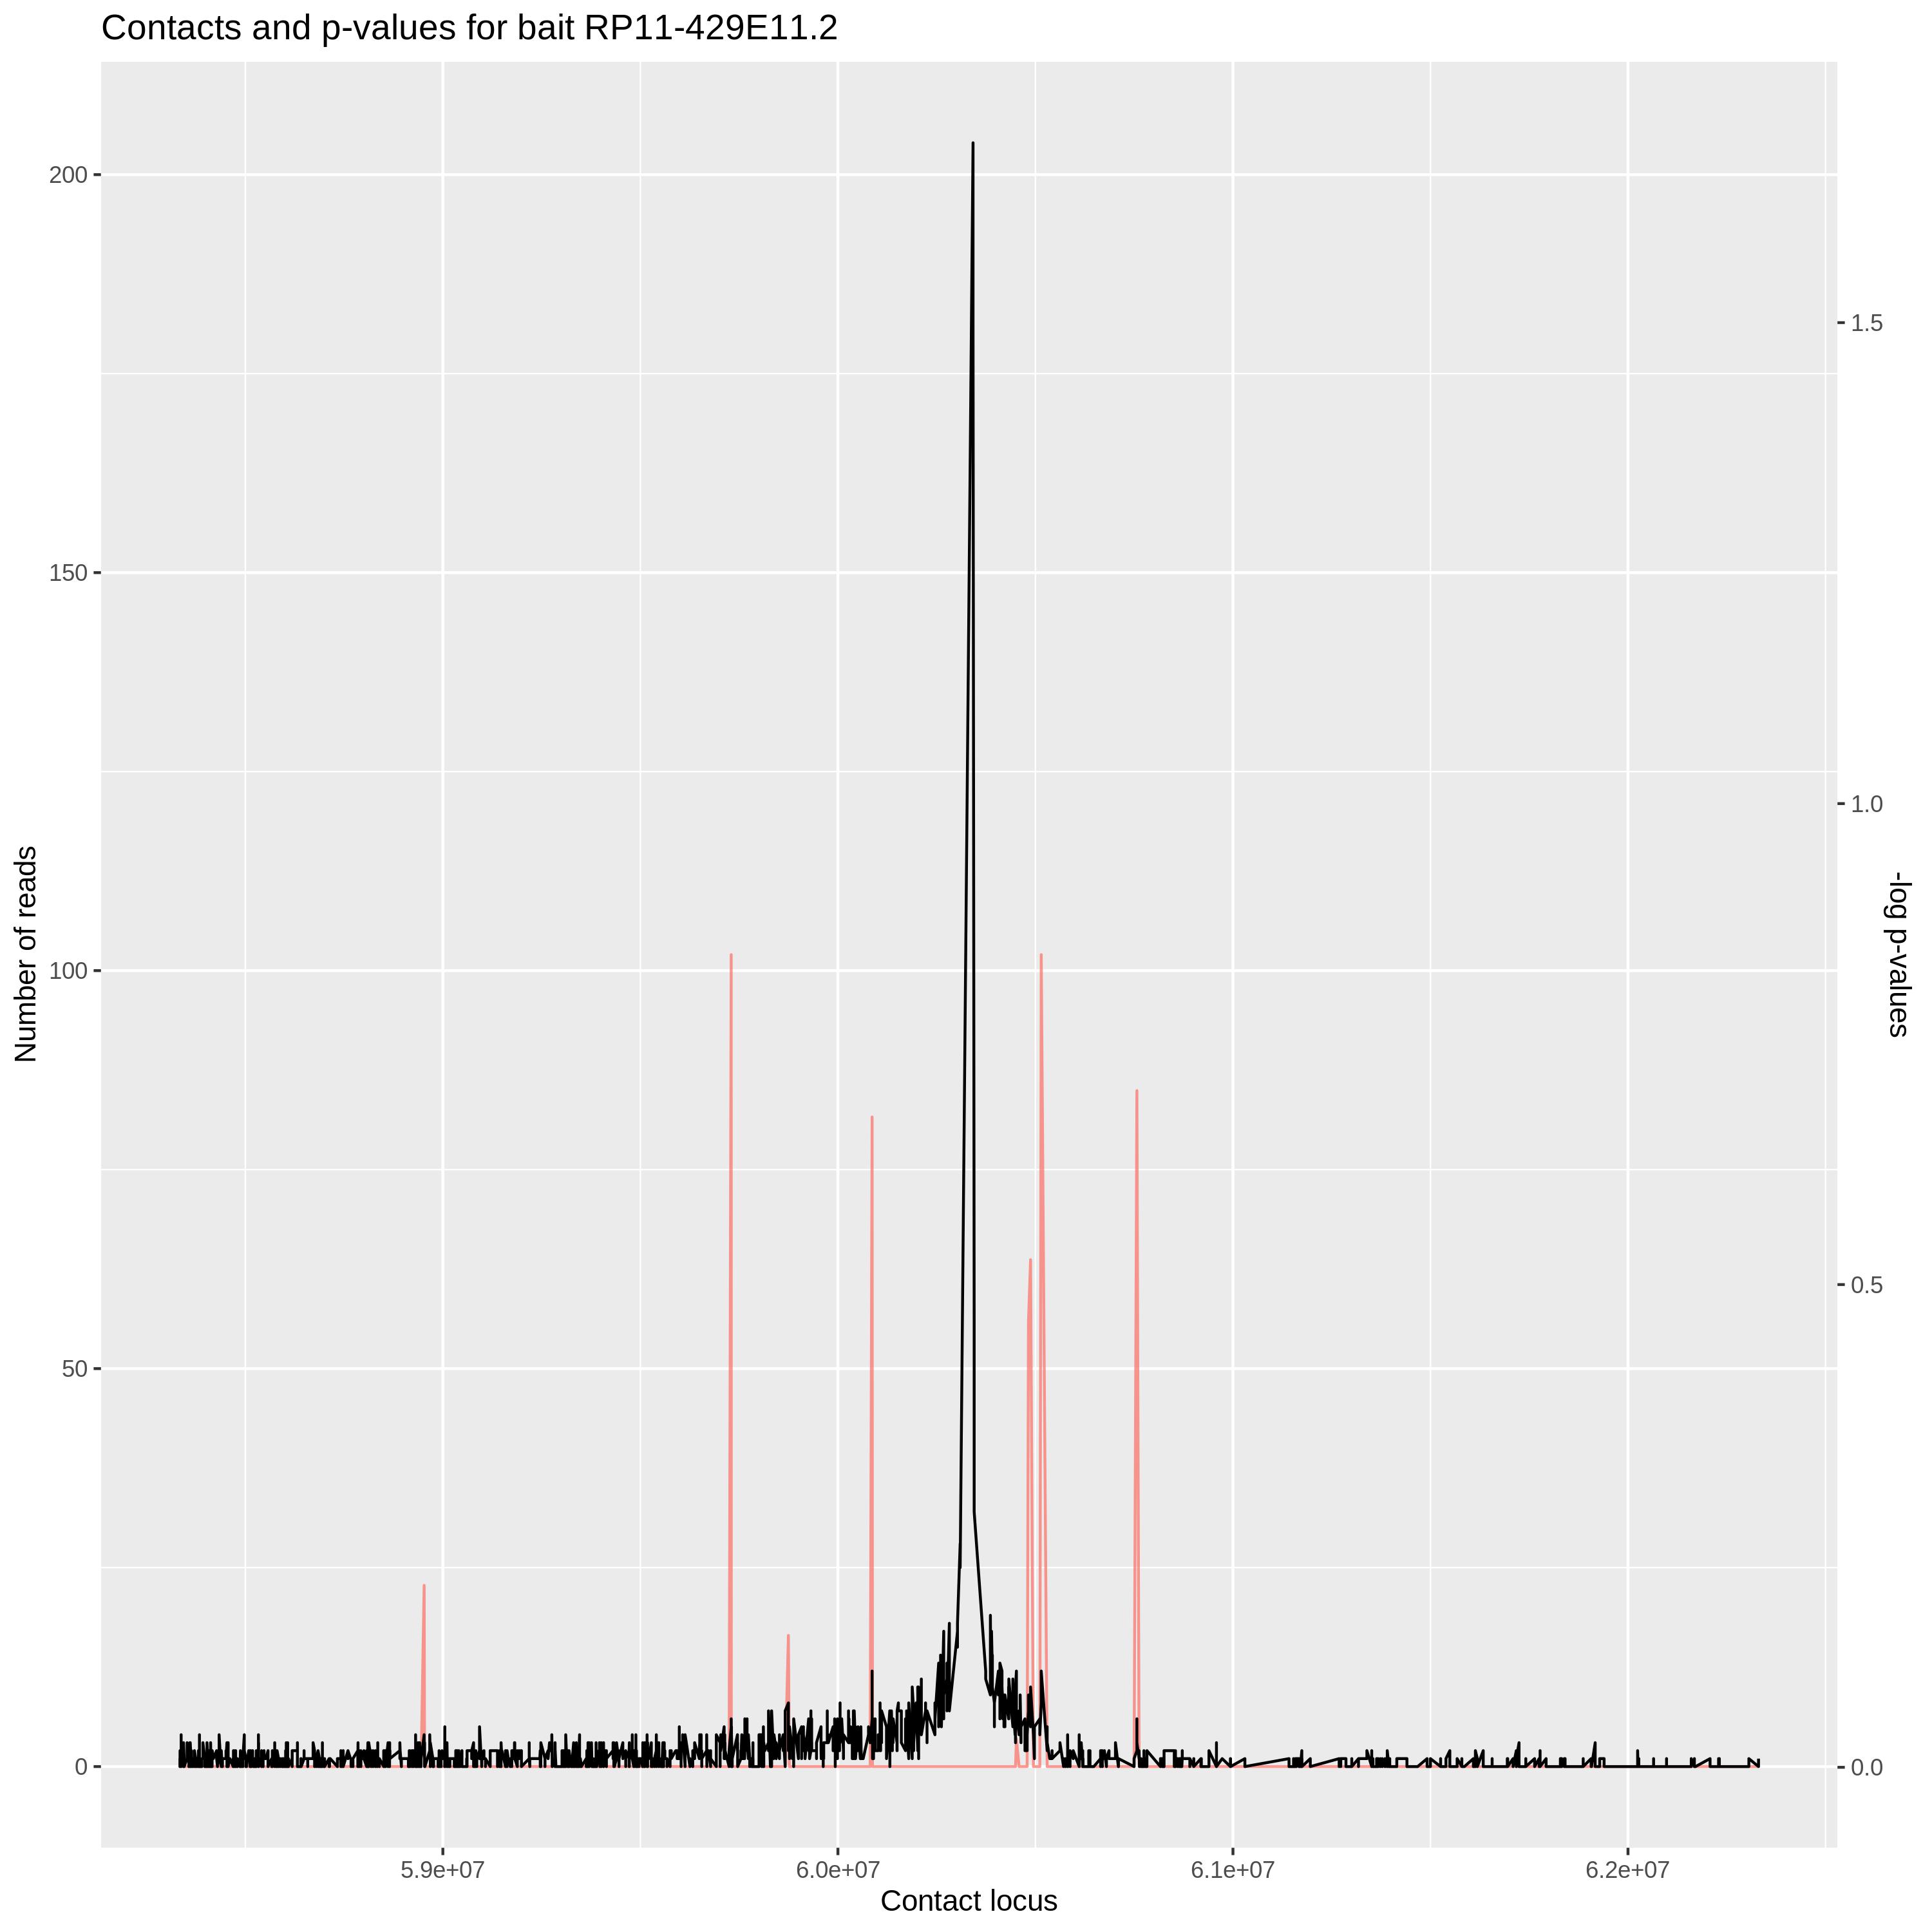 Contacts and p-values for bait RP11-429E11.2
200
150
100
50
0
Number of reads
1.5
1.0
0.5
0.0
-log p-values
5.9e+07
6.0e+07
6.1e+07
6.2e+07
Contact locus